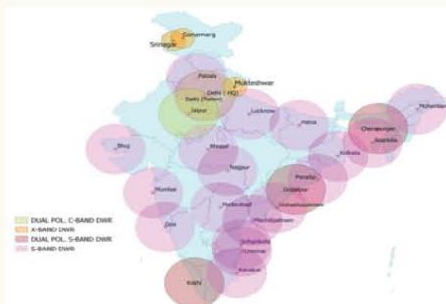 Sonamarg
Srinagar
Mukteshwar
Patiala
Delhi (HQ)
Delhi (Palam)
Jaipur
Lucknow
Mohanbari
Patna
Cherrapunjee
Agartala
Bhuj
Bhopal
Kolkata
Nagpur
Paradip
Gopalpur
Mumbai
Visakhapatnam
Hyderabad
Machilipatnam
Goa
DUAL POL. C-BAND DWR
X-BAND DWR
DUAL POL. S-BAND DWR
S-BAND DWR
Sriharikota
Chennai
Karaikal
Kochi